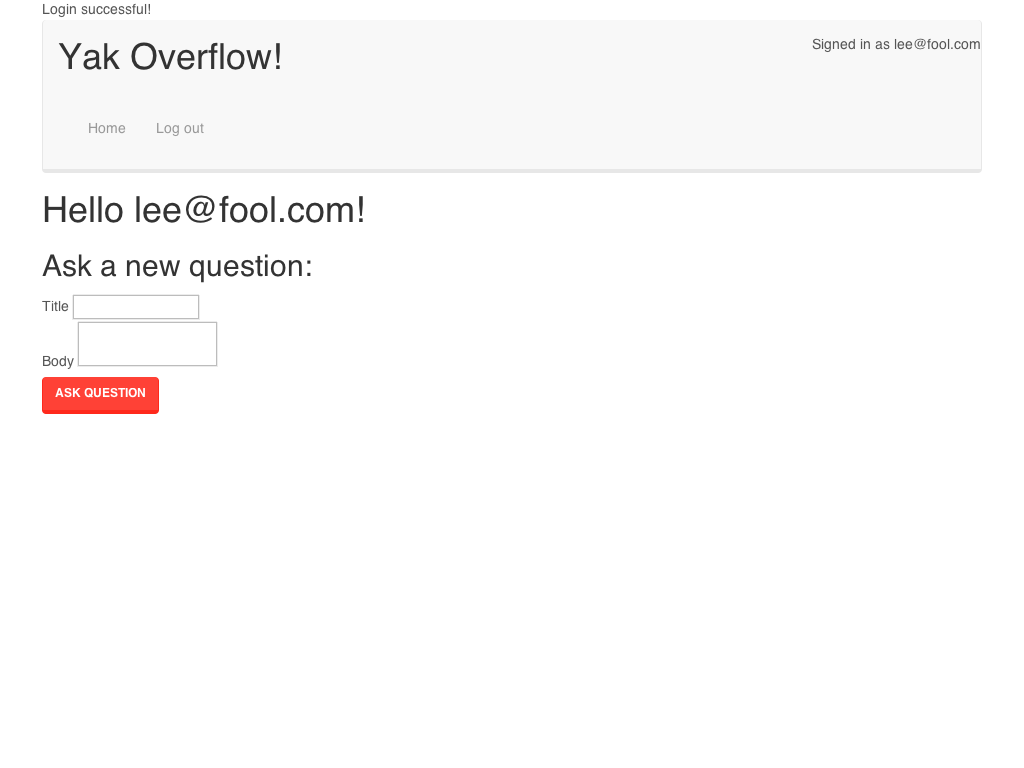 Login successful!
Yak Overflow!
Signed in as lee@fool.com
Home Log out
Hello lee@fool.com!
Ask a new question:
Title
Body
ASK QUESTION